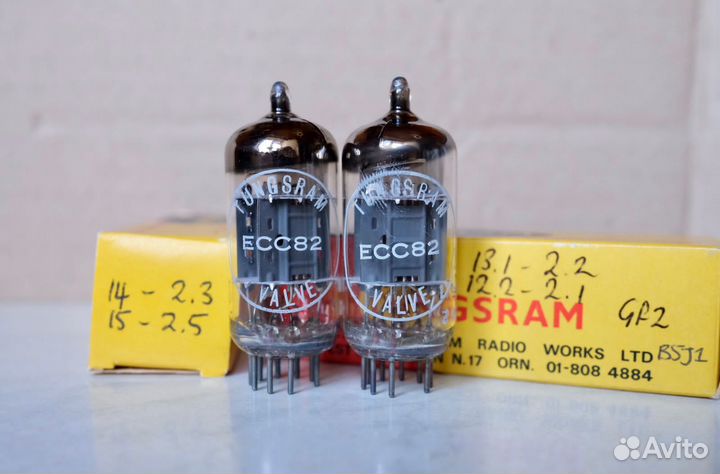 TUNGSRAM
ECC82
VALVE
TUNGSRAM
ECC82
VALVE
14 - 2.3
15 - 2.5
13.1 - 2.2
12.2 - 2.1
GSRAM
M RADIO WORKS LTD
N N.17 ORN. 01-808 4884
BSJ1
Avito